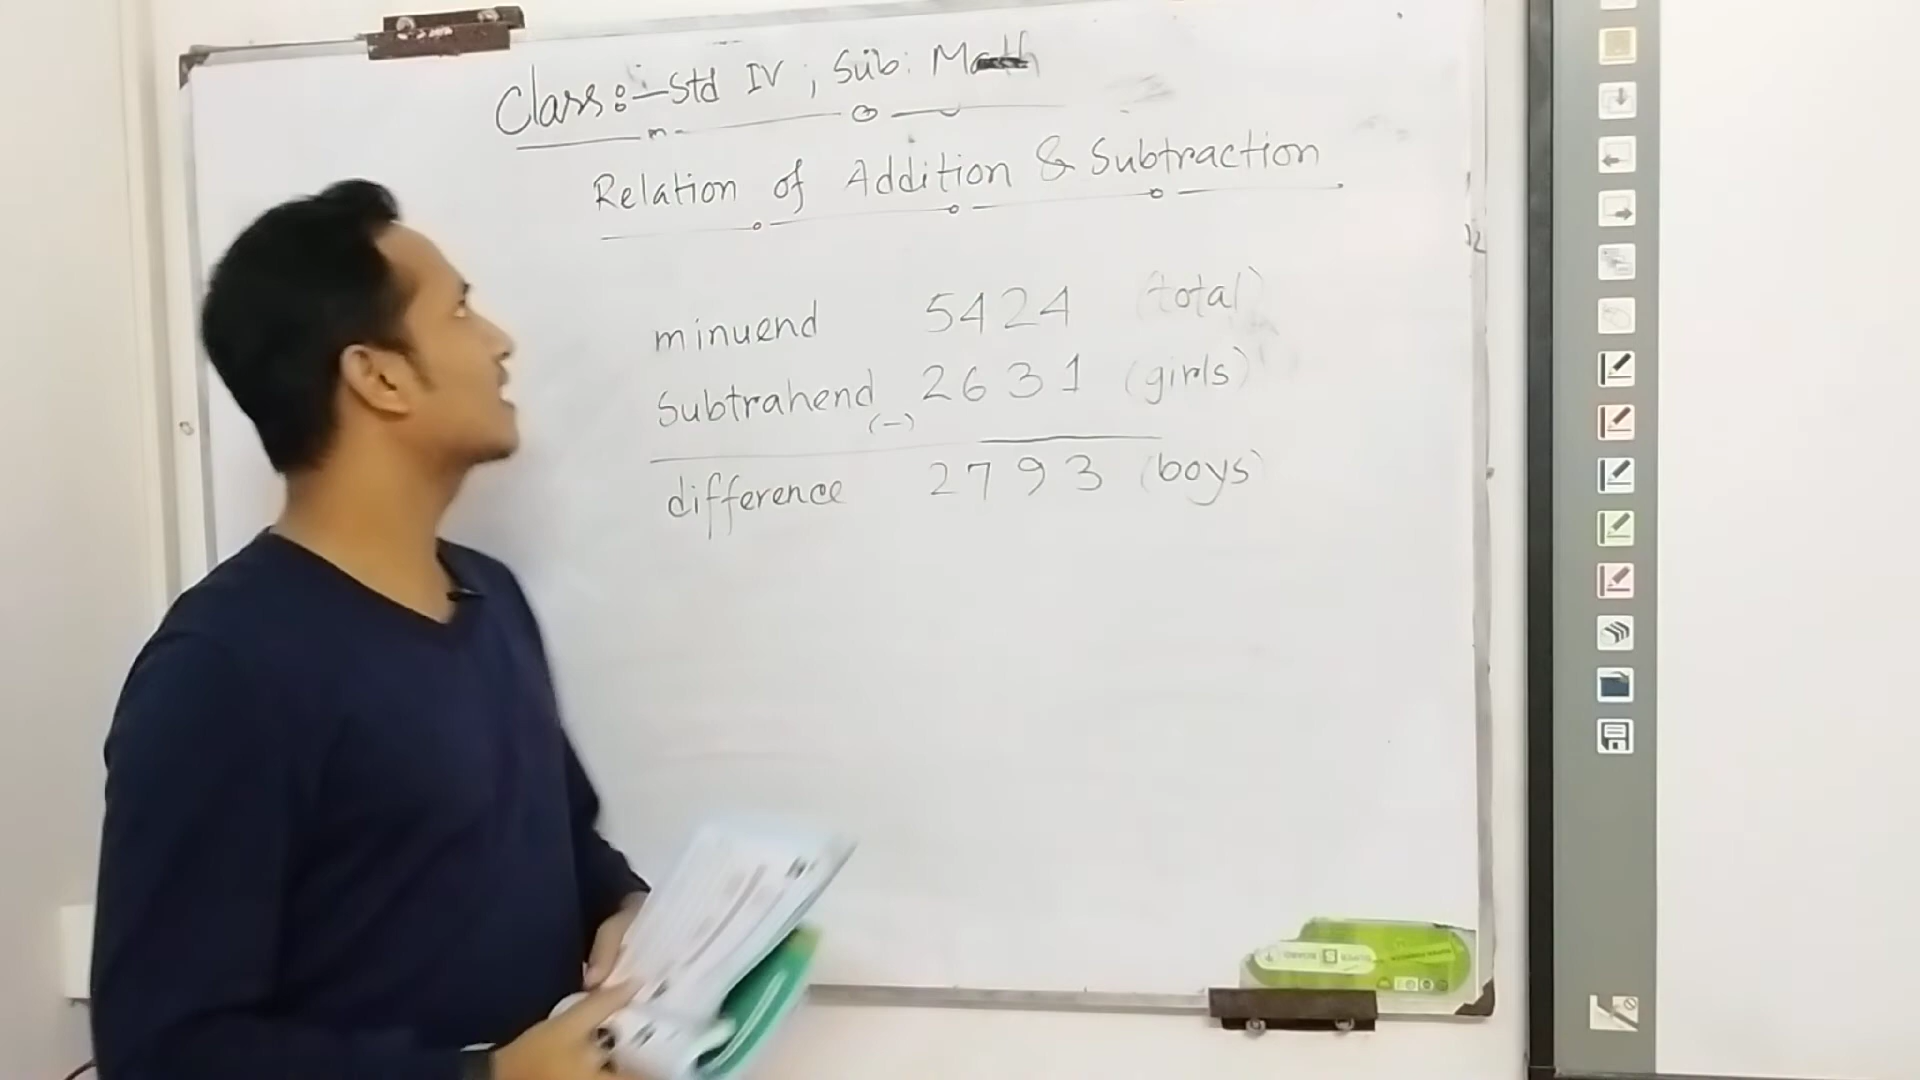 Class:- Std IV ; Sub: Math
Relation of Addition & Subtraction
minuend 5424 (total)
Subtrahend (-) 2631 (girls)
difference 2793 (boys)